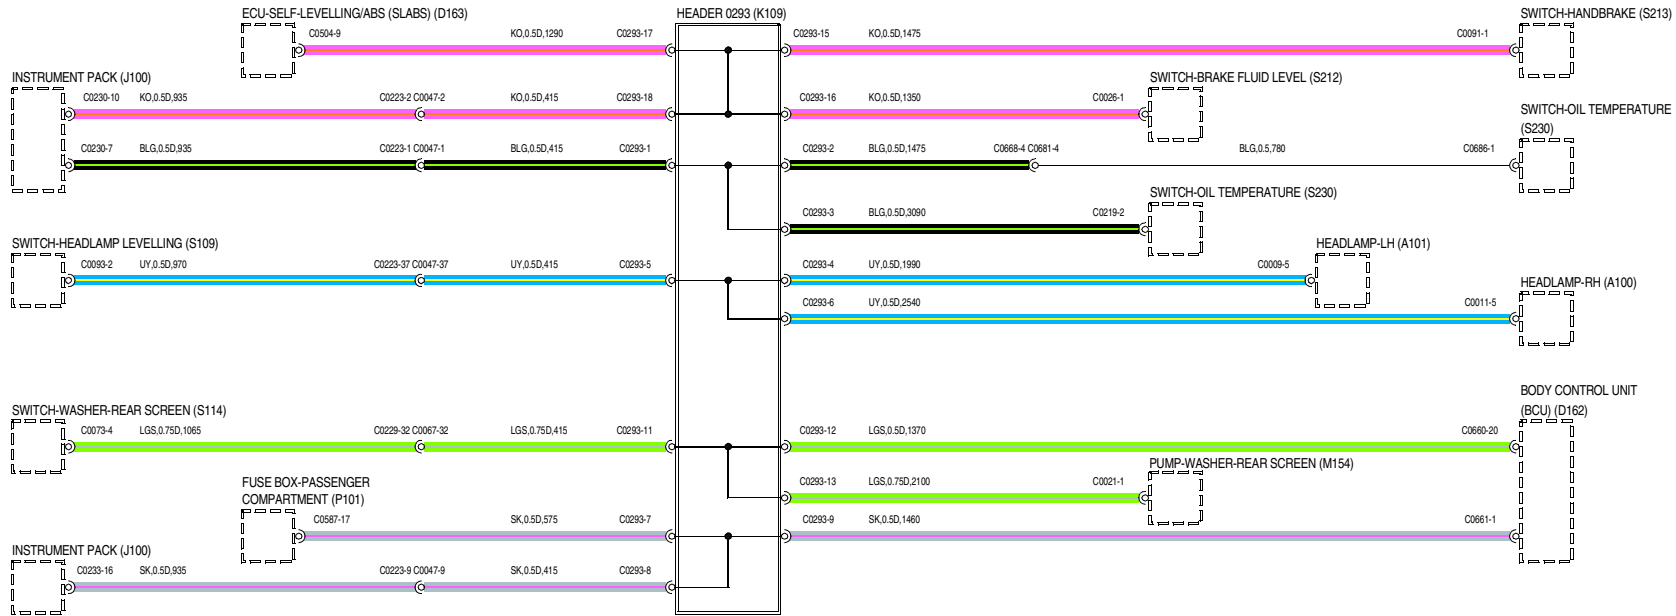 ECU-SELF-LEVELLING/ABS (SLABS) (D163)
HEADER 0293 (K109)
SWITCH-HANDBRAKE (S213)
C0504-9 KO,0.5D,1290 C0293-17
C0293-15 KO,0.5D,1475 C0091-1
INSTRUMENT PACK (J100)
SWITCH-BRAKE FLUID LEVEL (S212)
C0230-10 KO,0.5D,935 C0223-2 C0047-2 KO,0.5D,415 C0293-18
C0293-16 KO,0.5D,1350 C0026-1
SWITCH-OIL TEMPERATURE
(S230)
C0230-7 BLG,0.5D,935 C0223-1 C0047-1 BLG,0.5D,415 C0293-1
C0293-2 BLG,0.5D,1475 C0668-4 C0681-4 BLG,0.5,780 C0686-1
SWITCH-OIL TEMPERATURE (S230)
C0293-3 BLG,0.5D,3090 C0219-2
SWITCH-HEADLAMP LEVELLING (S109)
HEADLAMP-LH (A101)
C0093-2 UY,0.5D,970 C0223-37 C0047-37 UY,0.5D,415 C0293-5
C0293-4 UY,0.5D,1990 C0009-5
HEADLAMP-RH (A100)
C0293-6 UY,0.5D,2540 C0011-5
BODY CONTROL UNIT
(BCU) (D162)
SWITCH-WASHER-REAR SCREEN (S114)
C0073-4 LGS,0.75D,1065 C0229-32 C0067-32 LGS,0.75D,415 C0293-11
C0293-12 LGS,0.5D,1370 C0660-20
PUMP-WASHER-REAR SCREEN (M154)
C0293-13 LGS,0.75D,2100 C0021-1
FUSE BOX-PASSENGER
COMPARTMENT (P101)
C0587-17 SK,0.5D,575 C0293-7
C0293-9 SK,0.5D,1460 C0661-1
INSTRUMENT PACK (J100)
C0233-16 SK,0.5D,935 C0223-9 C0047-9 SK,0.5D,415 C0293-8